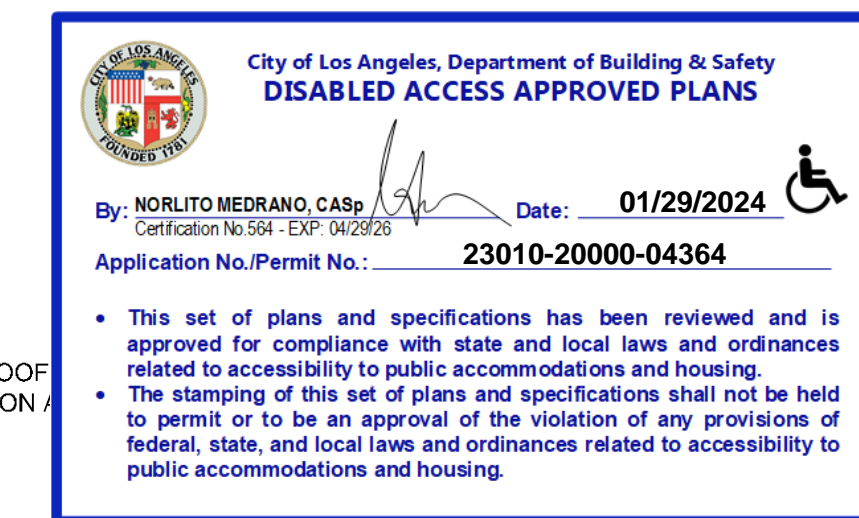 CITY OF LOS ANGELES
FOUNDED 1781
City of Los Angeles, Department of Building & Safety
DISABLED ACCESS APPROVED PLANS
By: NORLITO MEDRANO, CASp Date: 01/29/2024
Certification No.564 - EXP: 04/29/26
Application No./Permit No.: 23010-20000-04364
• This set of plans and specifications has been reviewed and is
approved for compliance with state and local laws and ordinances
related to accessibility to public accommodations and housing.
• The stamping of this set of plans and specifications shall not be held
to permit or to be an approval of the violation of any provisions of
federal, state, and local laws and ordinances related to accessibility to
public accommodations and housing.
OOF
ON